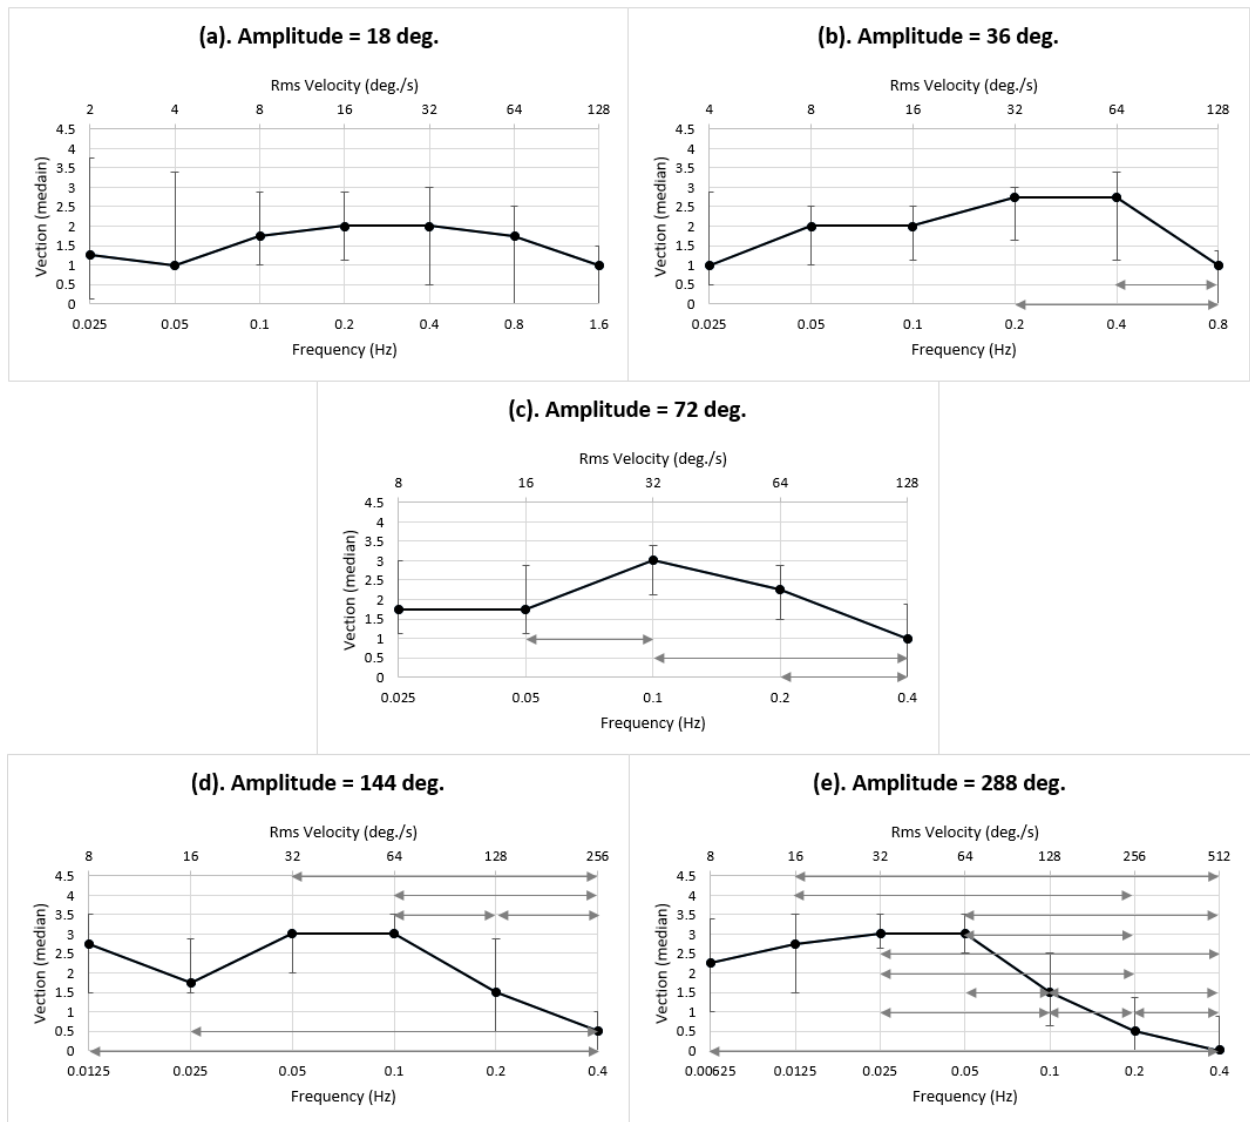 (a). Amplitude = 18 deg.
Rms Velocity (deg./s)
2 4 8 16 32 64 128
4.5
4
3.5
3
2.5
2
1.5
1
0.5
0
Vection (medain)
0.025 0.05 0.1 0.2 0.4 0.8 1.6
Frequency (Hz)
(b). Amplitude = 36 deg.
Rms Velocity (deg./s)
4 8 16 32 64 128
4.5
4
3.5
3
2.5
2
1.5
1
0.5
0
Vection (median)
0.025 0.05 0.1 0.2 0.4 0.8
Frequency (Hz)
(c). Amplitude = 72 deg.
Rms Velocity (deg./s)
8 16 32 64 128
4.5
4
3.5
3
2.5
2
1.5
1
0.5
0
Vection (median)
0.025 0.05 0.1 0.2 0.4
Frequency (Hz)
(d). Amplitude = 144 deg.
Rms Velocity (deg./s)
8 16 32 64 128 256
4.5
4
3.5
3
2.5
2
1.5
1
0.5
0
Vection (median)
0.0125 0.025 0.05 0.1 0.2 0.4
Frequency (Hz)
(e). Amplitude = 288 deg.
Rms Velocity (deg./s)
8 16 32 64 128 256 512
4.5
4
3.5
3
2.5
2
1.5
1
0.5
0
Vection (median)
0.00625 0.0125 0.025 0.05 0.1 0.2 0.4
Frequency (Hz)